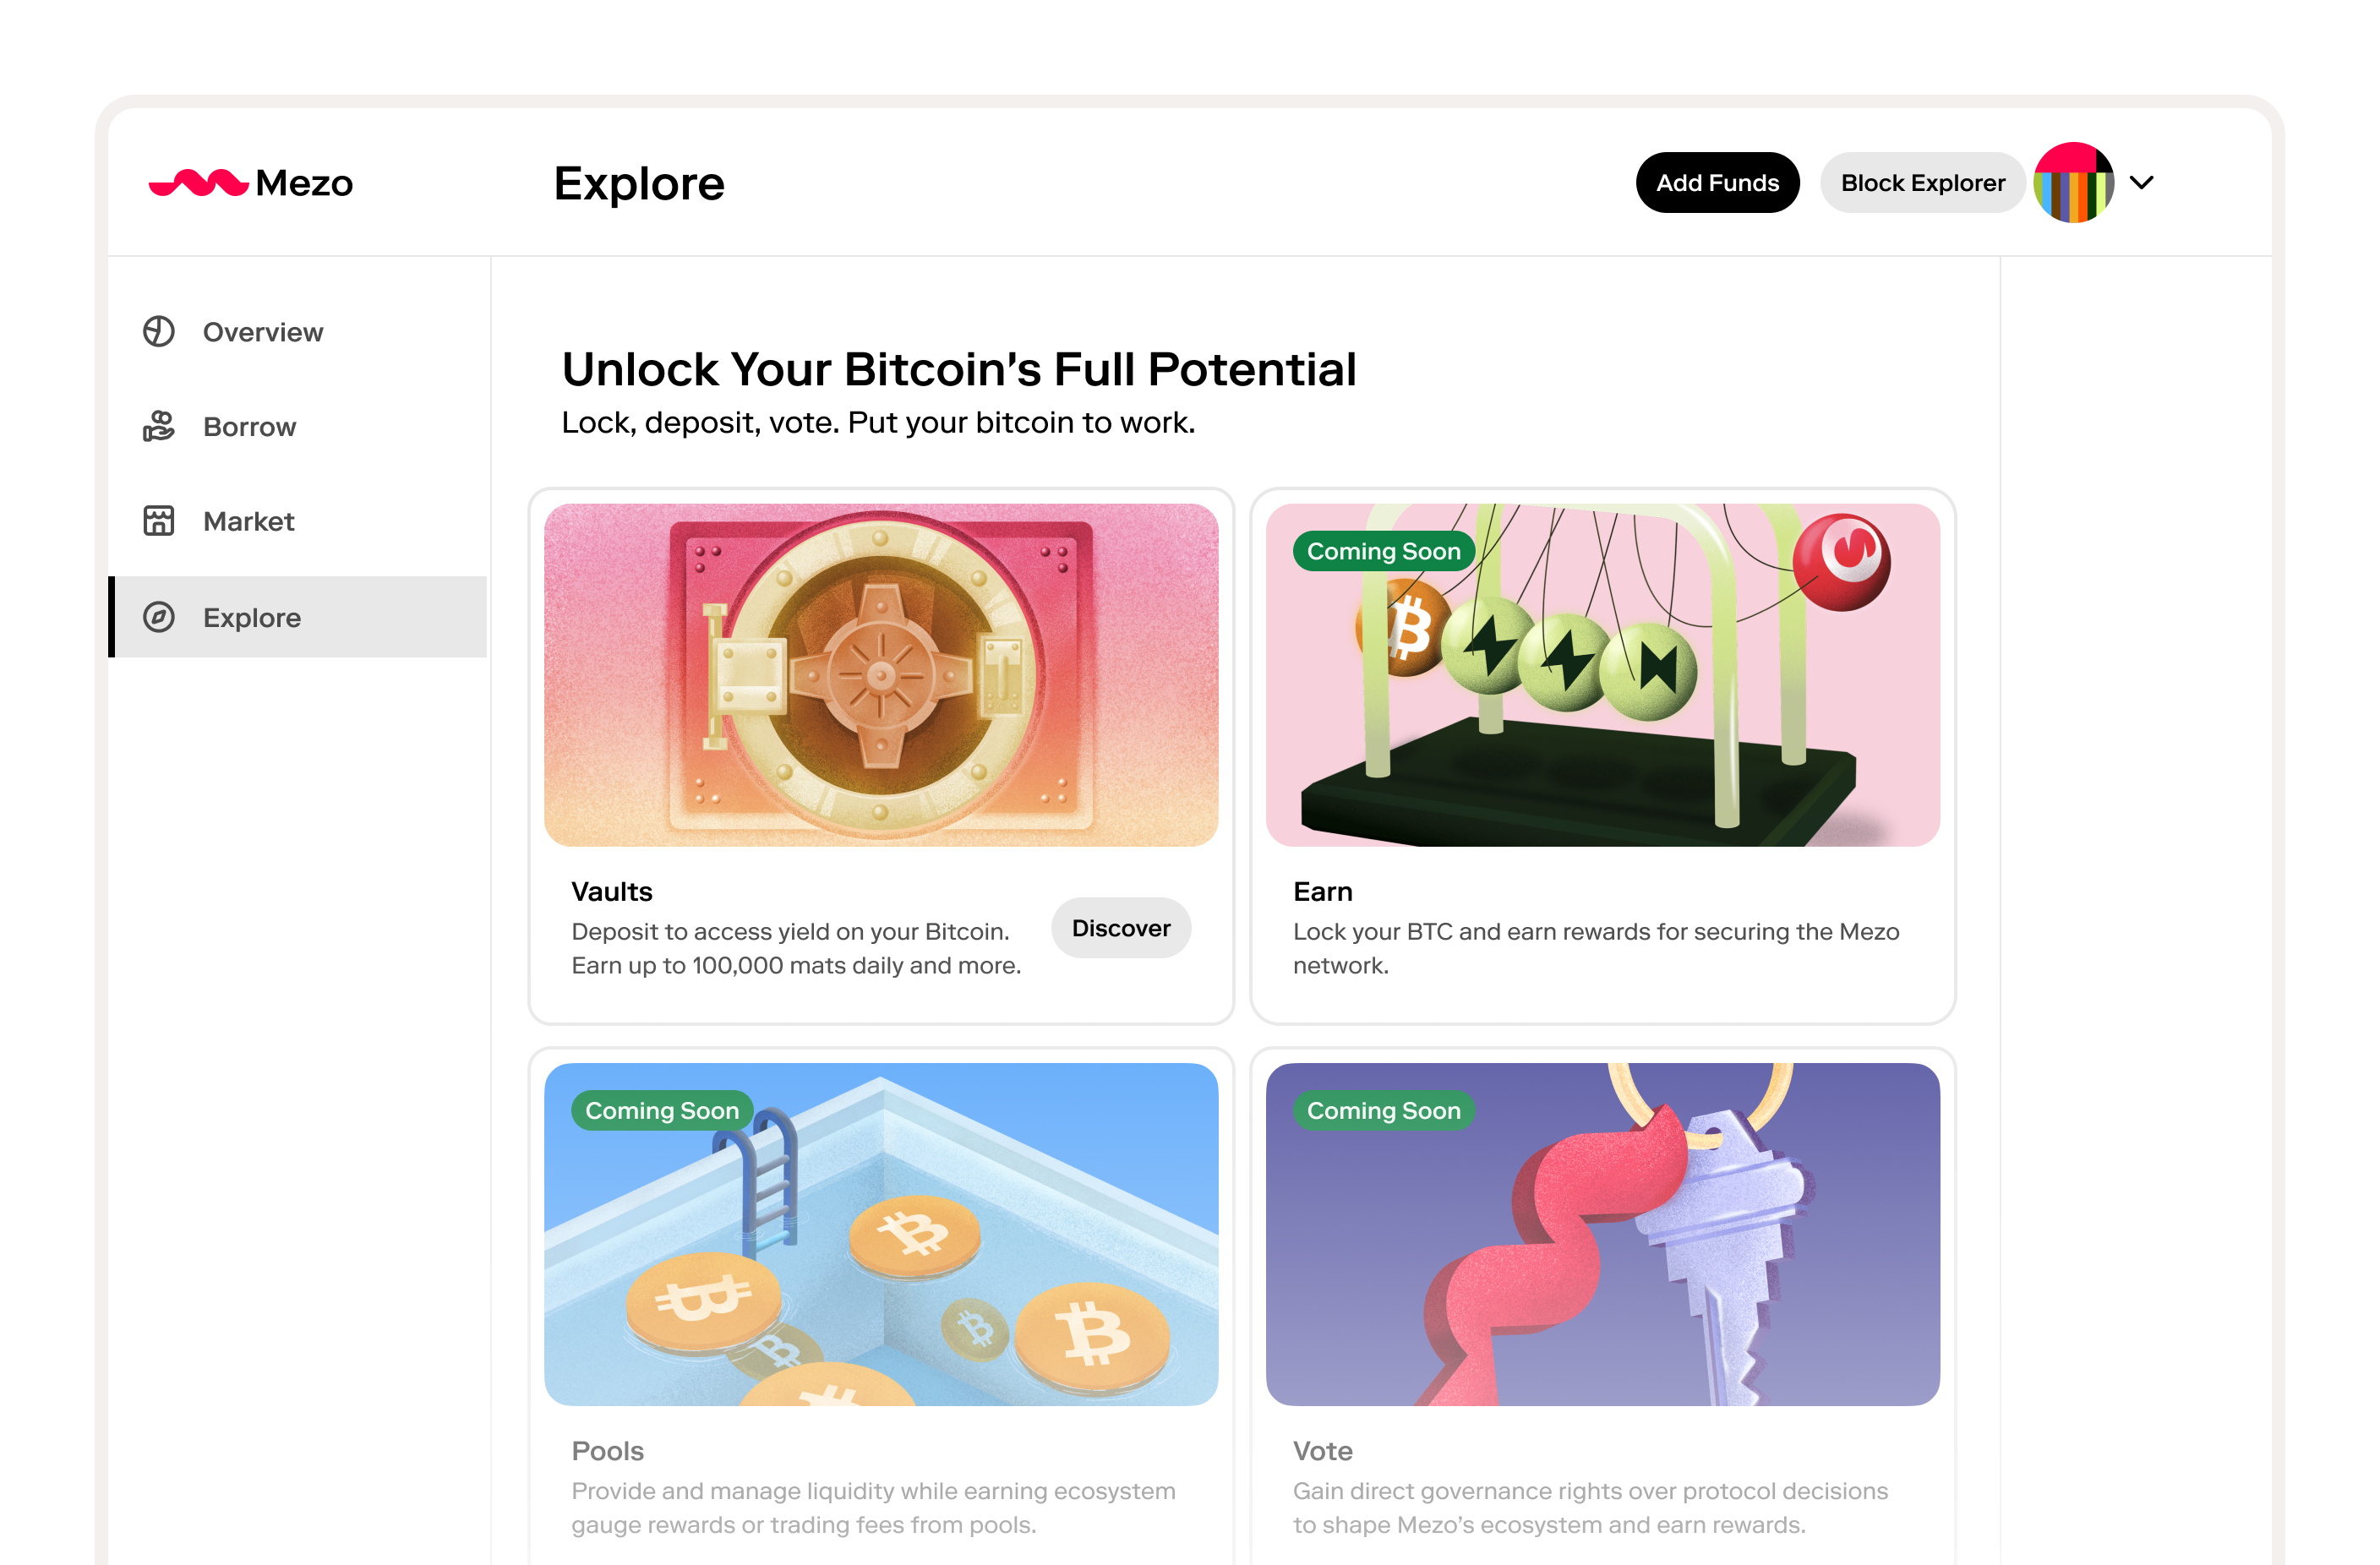 Mezo
Explore
Add Funds
Block Explorer
Overview
Borrow
Market
Explore
Unlock Your Bitcoin's Full Potential
Lock, deposit, vote. Put your bitcoin to work.
Vaults
Deposit to access yield on your Bitcoin.
Earn up to 100,000 mats daily and more.
Discover
Coming Soon
Earn
Lock your BTC and earn rewards for securing the Mezo
network.
Coming Soon
Pools
Provide and manage liquidity while earning ecosystem
gauge rewards or trading fees from pools.
Coming Soon
Vote
Gain direct governance rights over protocol decisions
to shape Mezo’s ecosystem and earn rewards.